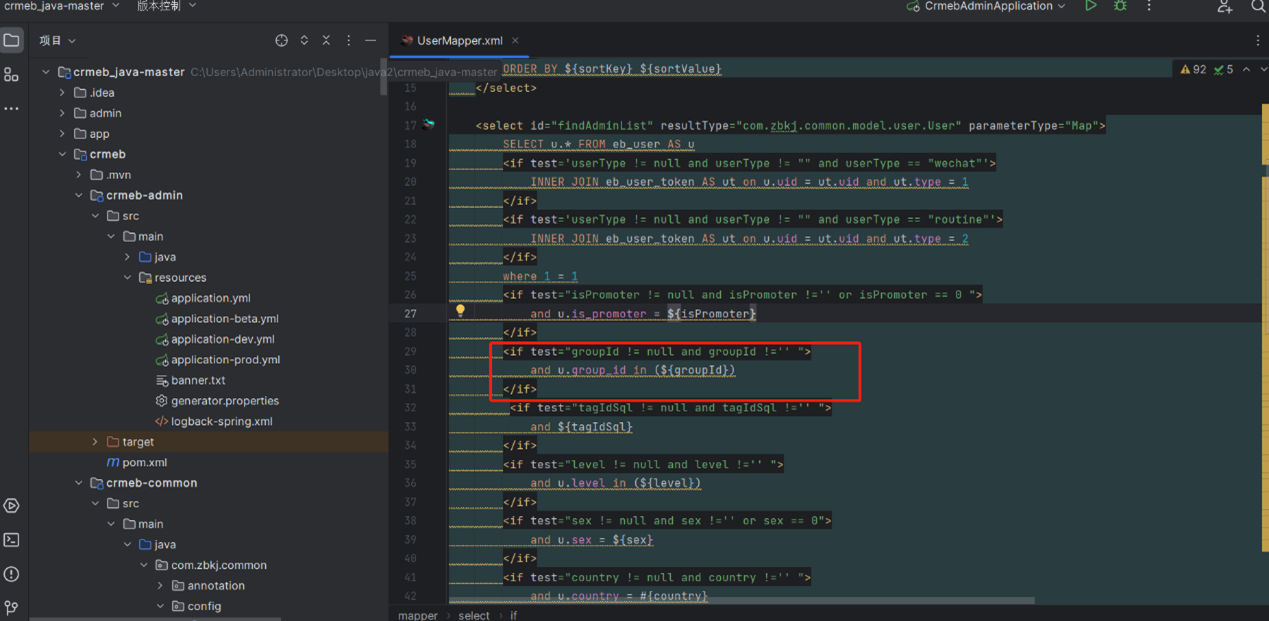 crmeb_java-master
版本控制
CrmebAdminApplication
项目
UserMapper.xml
crmeb_java-master C:\Users\Administrator\Desktop\java2\crmeb_java-master
.idea
admin
app
crmeb
.mvn
crmeb-admin
src
main
java
resources
application.yml
application-beta.yml
application-dev.yml
application-prod.yml
banner.txt
generator.properties
logback-spring.xml
target
pom.xml
crmeb-common
src
main
java
com.zbkj.common
annotation
config
92 5
ORDER BY ${sortKey} ${sortValue}
15 </select>
16
17 <select id="findAdminList" resultType="com.zbkj.common.model.user.User" parameterType="Map">
18 SELECT u.* FROM eb_user AS u
19 <if test='userType != null and userType != "" and userType == "wechat"'>
20 INNER JOIN eb_user_token AS ut on u.uid = ut.uid and ut.type = 1
21 </if>
22 <if test='userType != null and userType != "" and userType == "routine"'>
23 INNER JOIN eb_user_token AS ut on u.uid = ut.uid and ut.type = 2
24 </if>
25 where 1 = 1
26 <if test="isPromoter != null and isPromoter !='' or isPromoter == 0 ">
27 and u.is_promoter = ${isPromoter}
28 </if>
29 <if test="groupId != null and groupId !='' ">
30 and u.group_id in (${groupId})
31 </if>
32 <if test="tagIdSql != null and tagIdSql !='' ">
33 and ${tagIdSql}
34 </if>
35 <if test="level != null and level !='' ">
36 and u.level in (${level})
37 </if>
38 <if test="sex != null and sex !='' or sex == 0">
39 and u.sex = ${sex}
40 </if>
41 <if test="country != null and country !='' ">
42 and u.country = #{country}
mapper > select > if